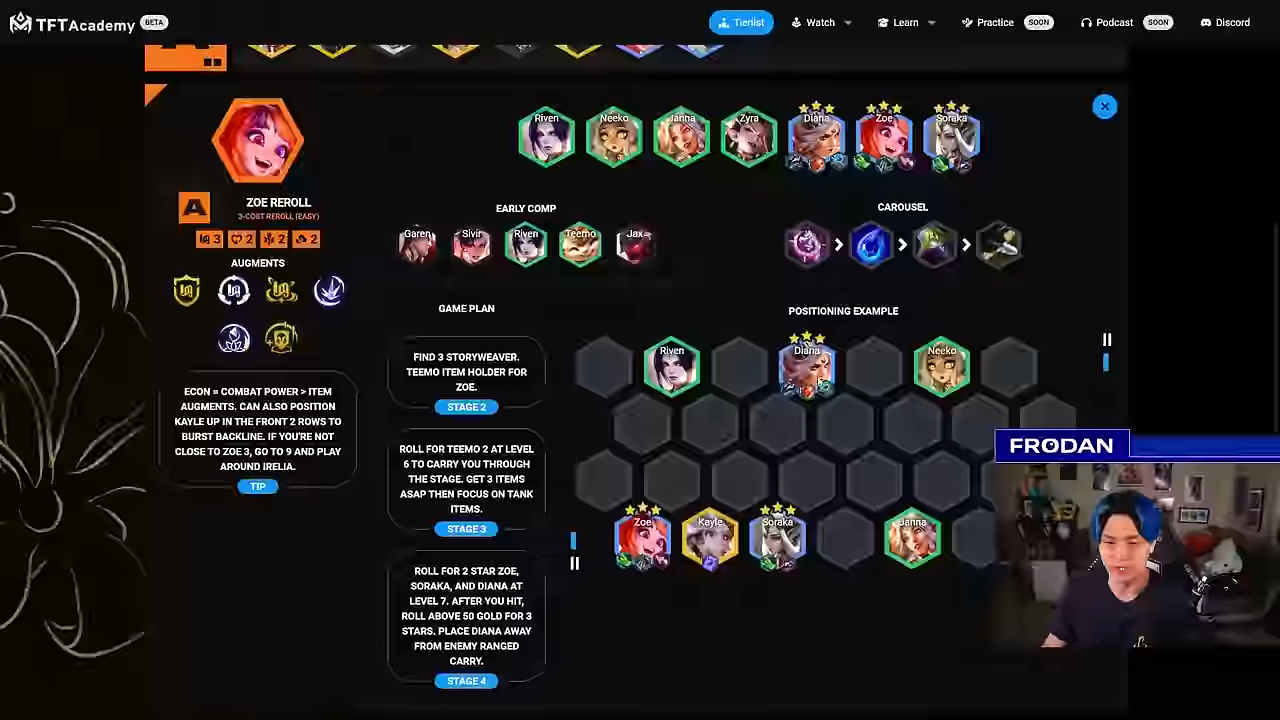 TFTAcademy BETA
Tierlist
Watch
Learn
Practice SOON
Podcast SOON
Discord
Riven
Neeko
Janna
Zyra
Diana
Zoe
Soraka
A
ZOE REROLL
3-COST REROLL (EASY)
3
2
2
2
AUGMENTS
ECON = COMBAT POWER > ITEM
AUGMENTS. CAN ALSO POSITION
KAYLE UP IN THE FRONT 2 ROWS TO
BURST BACKLINE. IF YOU'RE NOT
CLOSE TO ZOE 3, GO TO 9 AND PLAY
AROUND IRELIA.
TIP
EARLY COMP
Garen
Sivir
Riven
Teemo
Jax
CAROUSEL
GAME PLAN
FIND 3 STORYWEAVER.
TEEMO ITEM HOLDER FOR
ZOE.
STAGE 2
ROLL FOR TEEMO 2 AT LEVEL
6 TO CARRY YOU THROUGH
THE STAGE. GET 3 ITEMS
ASAP THEN FOCUS ON TANK
ITEMS.
STAGE 3
ROLL FOR 2 STAR ZOE,
SORAKA, AND DIANA AT
LEVEL 7. AFTER YOU HIT,
ROLL ABOVE 50 GOLD FOR 3
STARS. PLACE DIANA AWAY
FROM ENEMY RANGED
CARRY.
STAGE 4
POSITIONING EXAMPLE
Riven
Diana
Neeko
Zoe
Kayle
Soraka
Janna
FRODAN